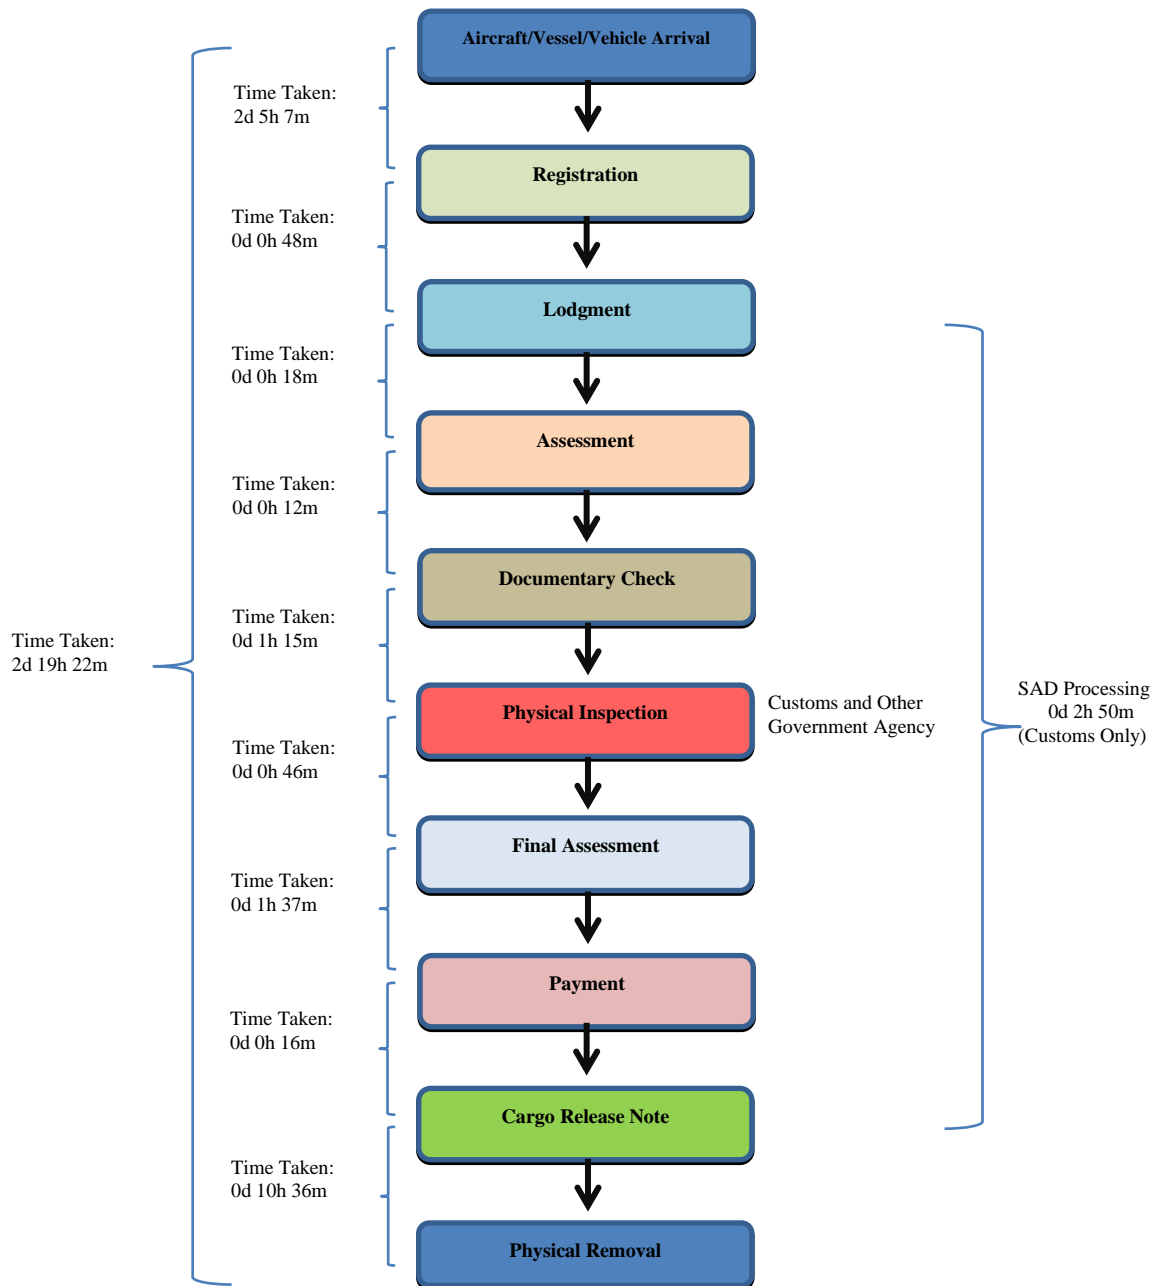 Aircraft/Vessel/Vehicle Arrival
Time Taken:
2d 5h 7m
Registration
Time Taken:
0d 0h 48m
Lodgment
Time Taken:
0d 0h 18m
Assessment
Time Taken:
0d 0h 12m
Documentary Check
Time Taken:
0d 1h 15m
Time Taken:
2d 19h 22m
Physical Inspection
Customs and Other
Government Agency
SAD Processing
0d 2h 50m
(Customs Only)
Time Taken:
0d 0h 46m
Final Assessment
Time Taken:
0d 1h 37m
Payment
Time Taken:
0d 0h 16m
Cargo Release Note
Time Taken:
0d 10h 36m
Physical Removal